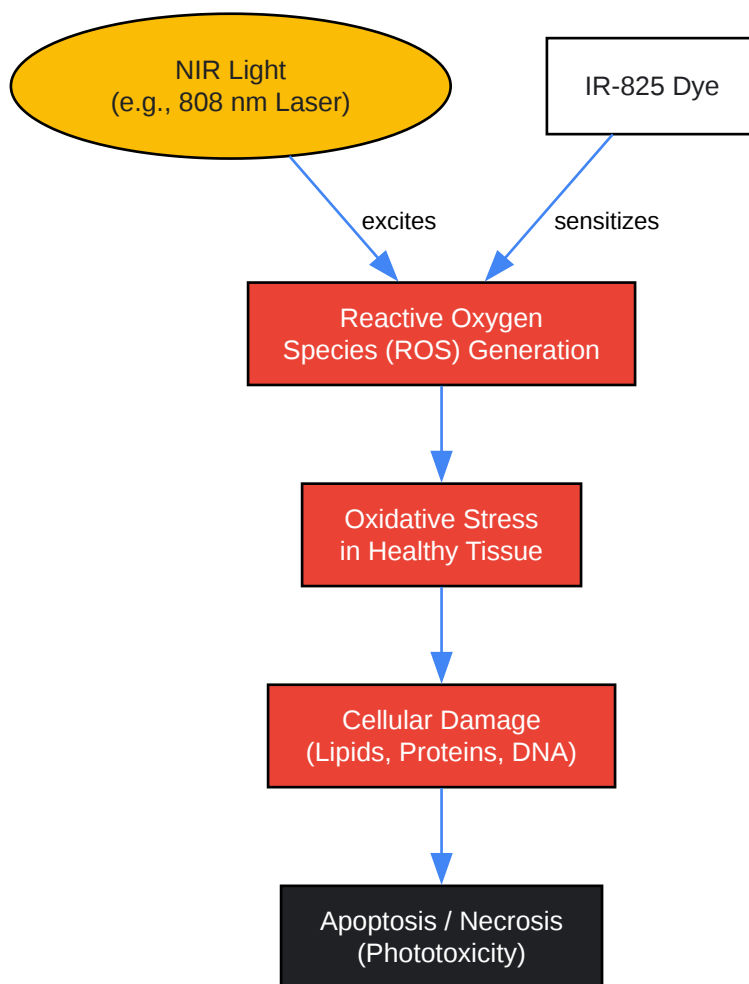 NIR Light
(e.g., 808 nm Laser)
IR-825 Dye
excites
sensitizes
Reactive Oxygen
Species (ROS) Generation
Oxidative Stress
in Healthy Tissue
Cellular Damage
(Lipids, Proteins, DNA)
Apoptosis / Necrosis
(Phototoxicity)